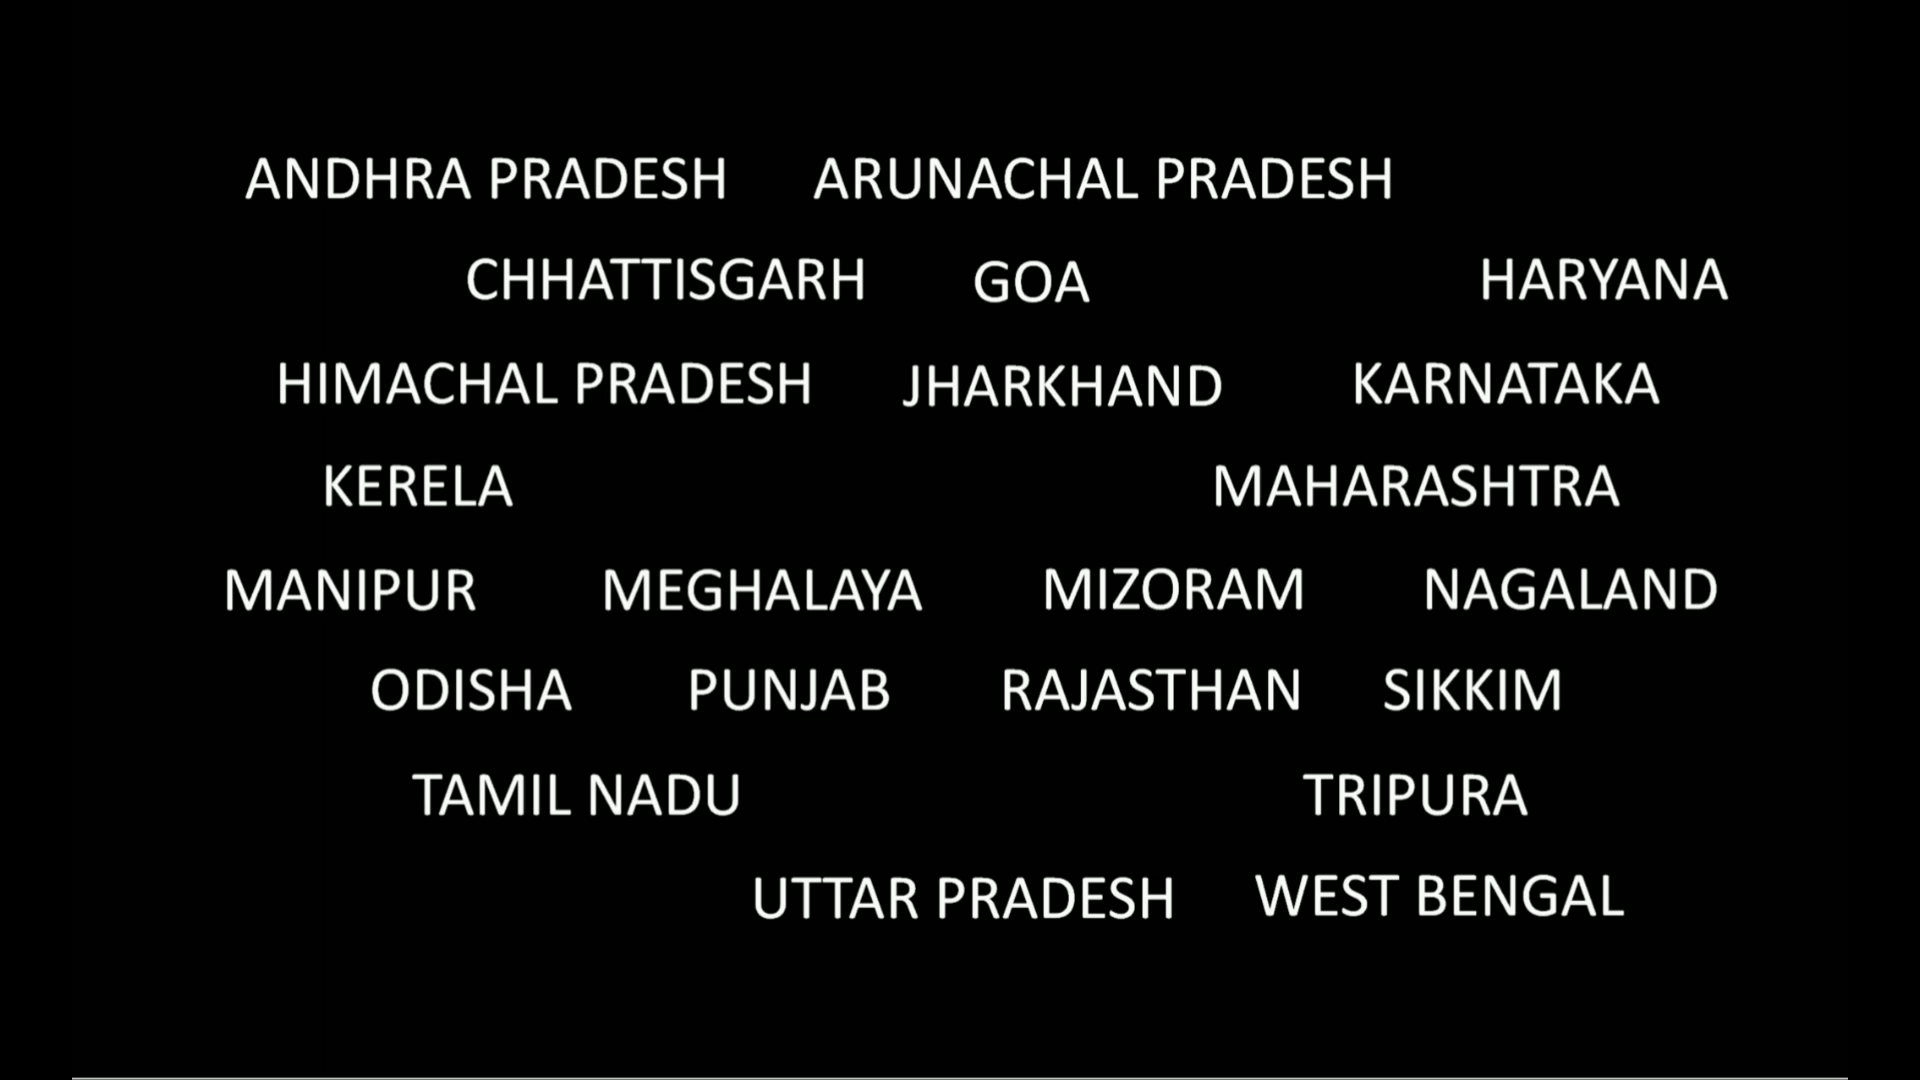 ANDHRA PRADESH ARUNACHAL PRADESH
CHHATTISGARH GOA HARYANA
HIMACHAL PRADESH JHARKHAND KARNATAKA
KERELA MAHARASHTRA
MANIPUR MEGHALAYA MIZORAM NAGALAND
ODISHA PUNJAB RAJASTHAN SIKKIM
TAMIL NADU TRIPURA
UTTAR PRADESH WEST BENGAL